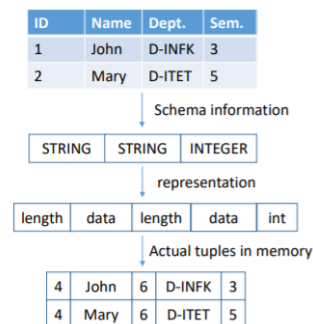 ID Name Dept. Sem.
1 John D-INFK 3
2 Mary D-ITET 5
Schema information
STRING STRING INTEGER
representation
length data length data int
Actual tuples in memory
4 John 6 D-INFK 3
4 Mary 6 D-ITET 5